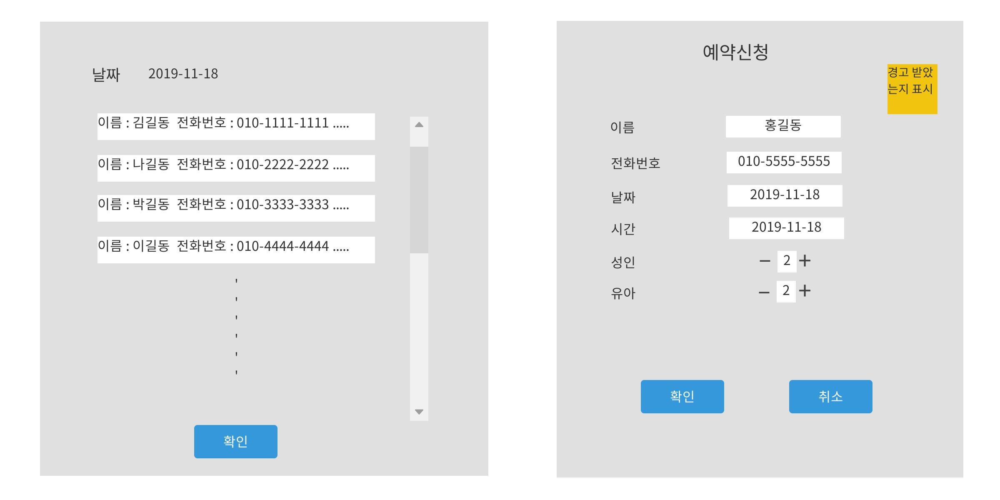 날짜 2019-11-18
이름 : 김길동 전화번호 : 010-1111-1111 .....
이름 : 나길동 전화번호 : 010-2222-2222 .....
이름 : 박길동 전화번호 : 010-3333-3333 .....
이름 : 이길동 전화번호 : 010-4444-4444 .....
'
'
'
'
'
'
확인
예약신청
경고 받았
는지 표시
이름 홍길동
전화번호 010-5555-5555
날짜 2019-11-18
시간 2019-11-18
성인 − 2 +
유아 − 2 +
확인 취소